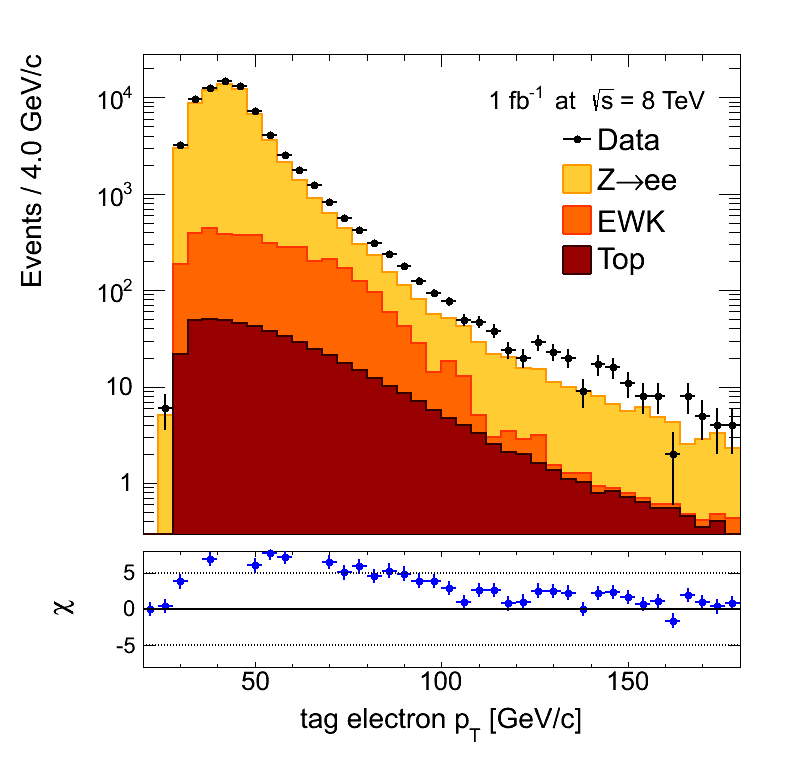 Events / 4.0 GeV/c
10⁴
10³
10²
10
1
1 fb⁻¹ at √s = 8 TeV
Data
Z→ee
EWK
Top
χ
5
0
-5
50
100
150
tag electron p_T [GeV/c]